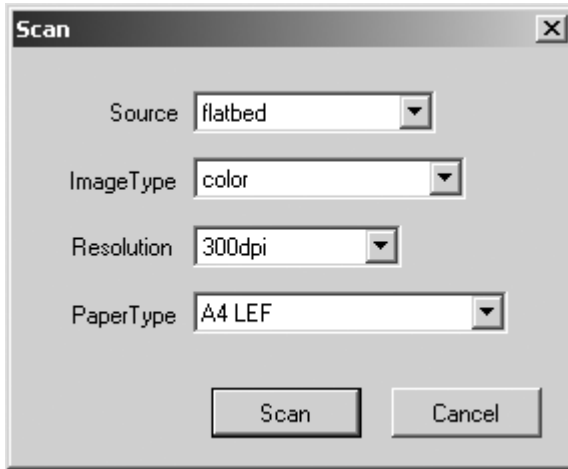 Scan
Source flatbed
ImageType color
Resolution 300dpi
PaperType A4 LEF
Scan Cancel